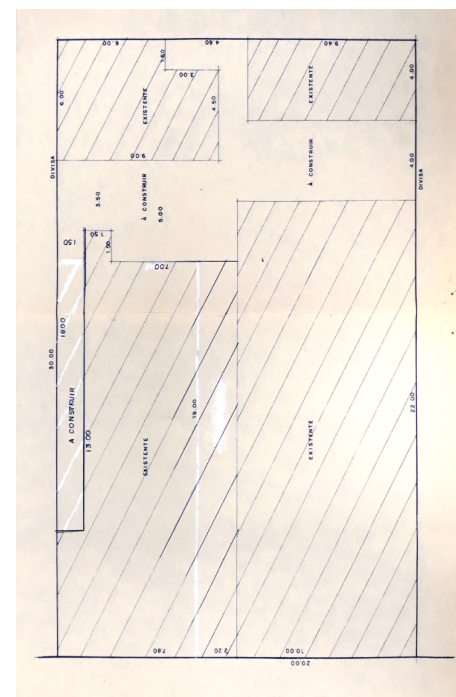 6.00
4.60
9.40
1.50
3.00
6.00
EXISTENTE
4.50
EXISTENTE
4.00
9.00
DIVISA
3.50
À CONSTRUIR
5.00
À CONSTRUIR
4.00
DIVISA
1.50
1.50
1.50
7.00
18.00
30.00
A CONSTRUIR
13.00
19.00
22.00
EXISTENTE
EXISTENTE
7.80
2.20
10.00
20.00